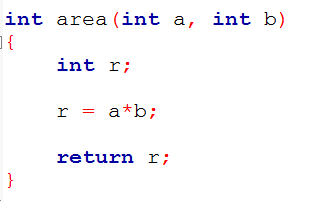 int area(int a, int b)
{
int r;
r = a*b;
return r;
}